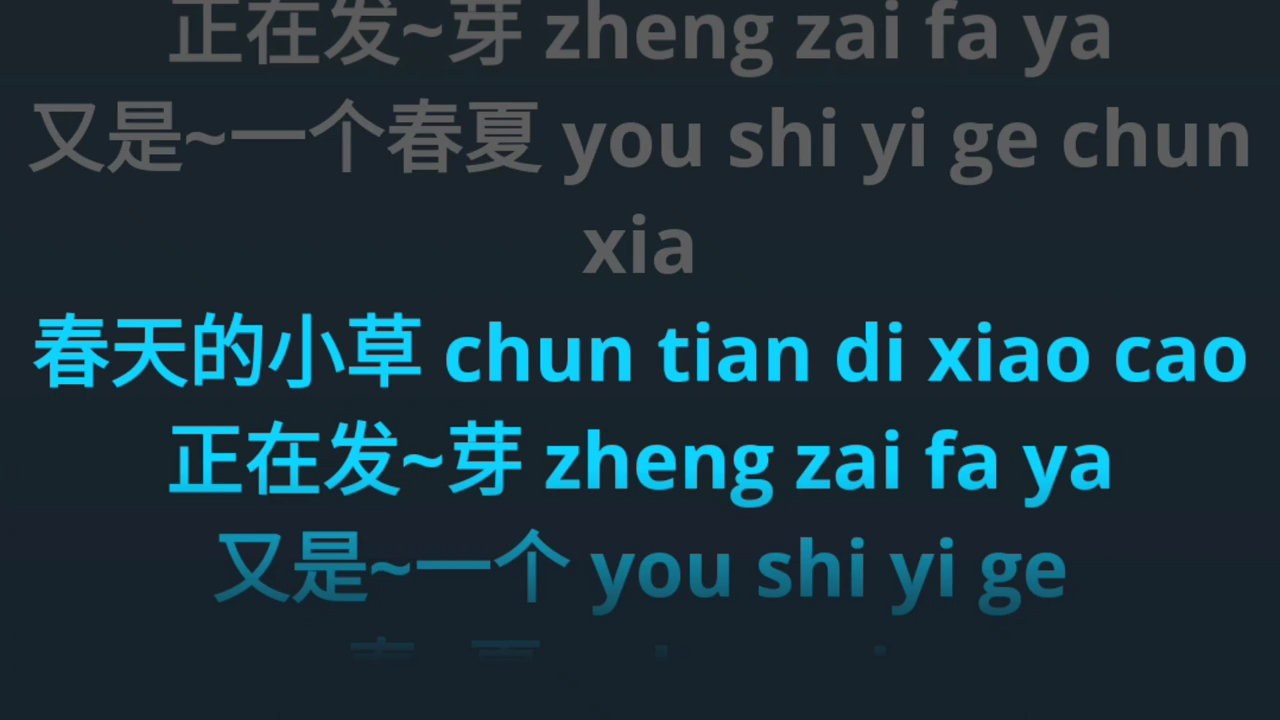 正在发~芽 zheng zai fa ya
又是~一个春夏 you shi yi ge chun
xia
春天的小草 chun tian di xiao cao
正在发~芽 zheng zai fa ya
又是~一个 you shi yi ge